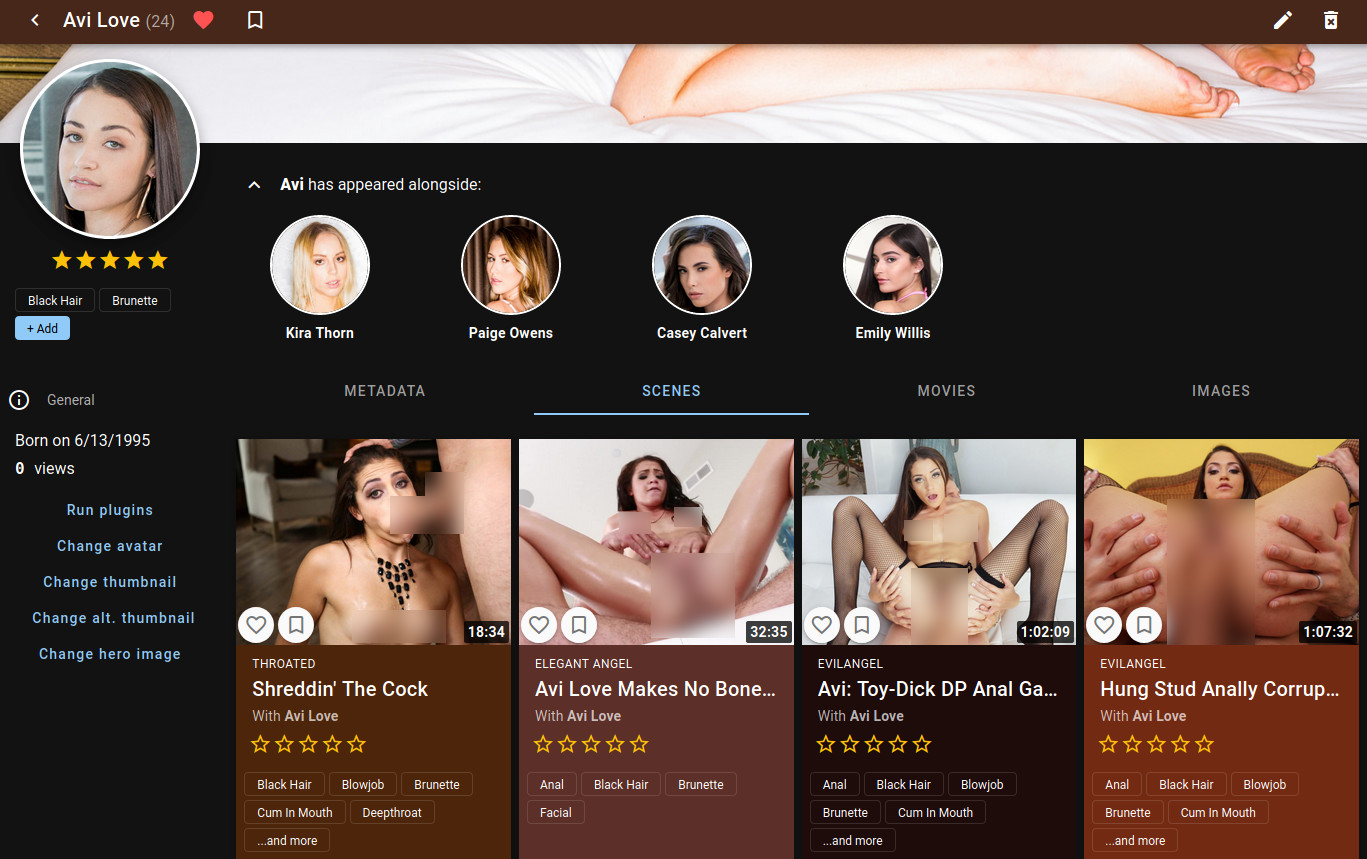 Avi Love (24)
Avi has appeared alongside:
Kira Thorn
Paige Owens
Casey Calvert
Emily Willis
Black Hair
Brunette
+ Add
General
Born on 6/13/1995
0 views
Run plugins
Change avatar
Change thumbnail
Change alt. thumbnail
Change hero image
METADATA
SCENES
MOVIES
IMAGES
18:34
THROATED
Shreddin' The Cock
With Avi Love
Black Hair
Blowjob
Brunette
Cum In Mouth
Deepthroat
...and more
32:35
ELEGANT ANGEL
Avi Love Makes No Bone...
With Avi Love
Anal
Black Hair
Brunette
Facial
1:02:09
EVILANGEL
Avi: Toy-Dick DP Anal Ga...
With Avi Love
Anal
Black Hair
Blowjob
Brunette
Cum In Mouth
...and more
1:07:32
EVILANGEL
Hung Stud Anally Corrup...
With Avi Love
Anal
Black Hair
Blowjob
Brunette
Cum In Mouth
...and more